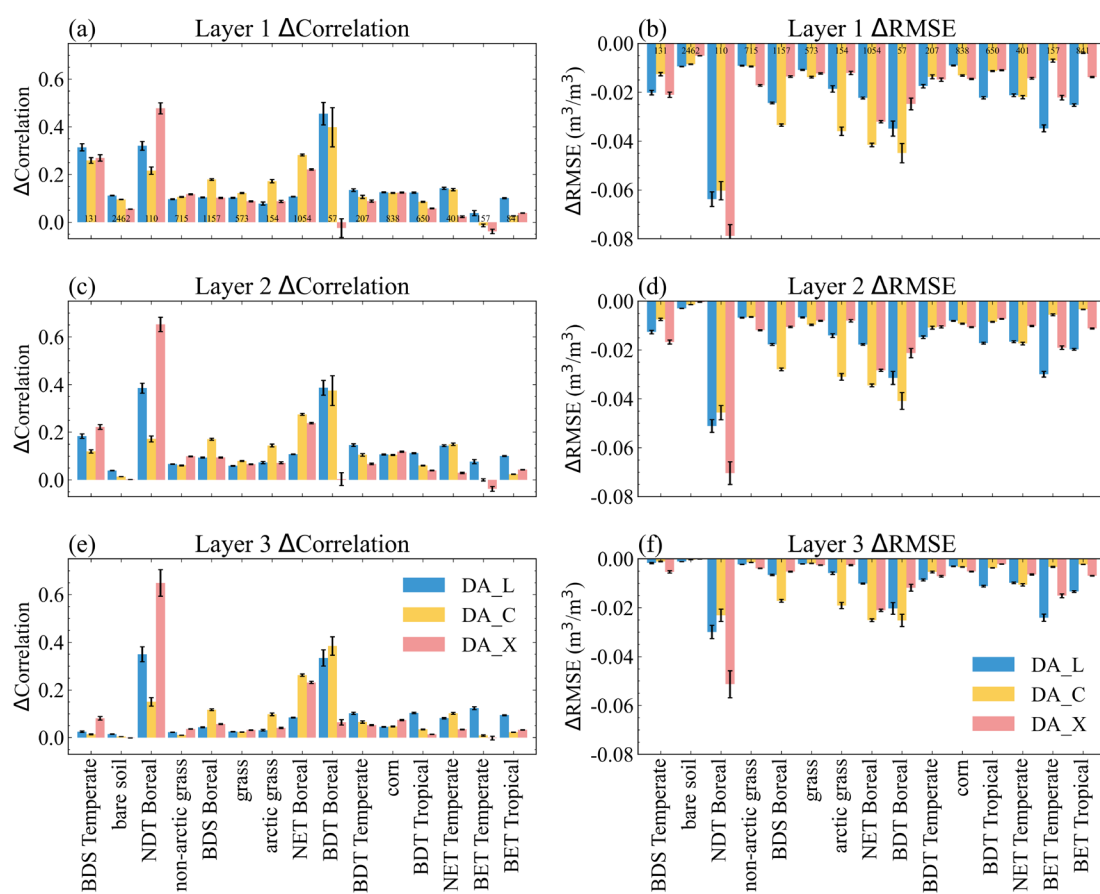 (a) Layer 1 ΔCorrelation
(b) Layer 1 ΔRMSE
ΔCorrelation
0.6
0.4
0.2
0.0
131 2462 110 715 1157 573 154 1054 57 207 838 650 401 157 841
ΔRMSE (m³/m³)
0.00
-0.02
-0.04
-0.06
-0.08
131 2462 110 715 1157 573 154 1054 57 207 838 650 401 157 841
(c) Layer 2 ΔCorrelation
(d) Layer 2 ΔRMSE
ΔCorrelation
0.6
0.4
0.2
0.0
ΔRMSE (m³/m³)
0.00
-0.02
-0.04
-0.06
-0.08
(e) Layer 3 ΔCorrelation
(f) Layer 3 ΔRMSE
ΔCorrelation
0.6
0.4
0.2
0.0
DA_L
DA_C
DA_X
ΔRMSE (m³/m³)
0.00
-0.02
-0.04
-0.06
-0.08
DA_L
DA_C
DA_X
BDS Temperate
bare soil
NDT Boreal
non-arctic grass
BDS Boreal
grass
arctic grass
NET Boreal
BDT Boreal
BDT Temperate
corn
BDT Tropical
NET Temperate
BET Temperate
BET Tropical
BDS Temperate
bare soil
NDT Boreal
non-arctic grass
BDS Boreal
grass
arctic grass
NET Boreal
BDT Boreal
BDT Temperate
corn
BDT Tropical
NET Temperate
BET Temperate
BET Tropical